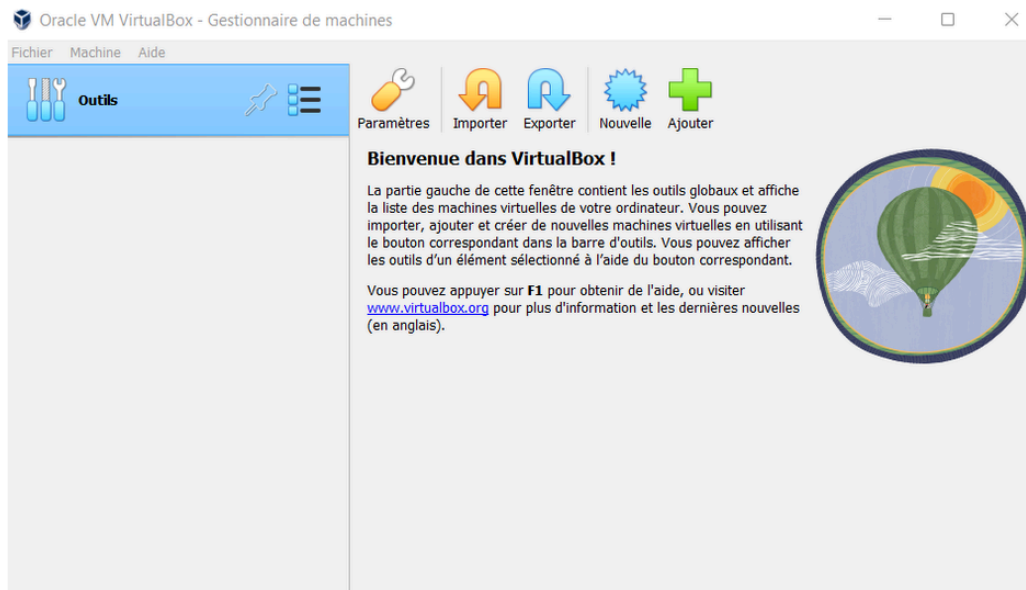 Oracle VM VirtualBox - Gestionnaire de machines
Fichier Machine Aide
Outils
Paramètres Importer Exporter Nouvelle Ajouter
Bienvenue dans VirtualBox !
La partie gauche de cette fenêtre contient les outils globaux et affiche
la liste des machines virtuelles de votre ordinateur. Vous pouvez
importer, ajouter et créer de nouvelles machines virtuelles en utilisant
le bouton correspondant dans la barre d'outils. Vous pouvez afficher
les outils d’un élément sélectionné à l’aide du bouton correspondant.
Vous pouvez appuyer sur F1 pour obtenir de l'aide, ou visiter
www.virtualbox.org pour plus d'information et les dernières nouvelles
(en anglais).